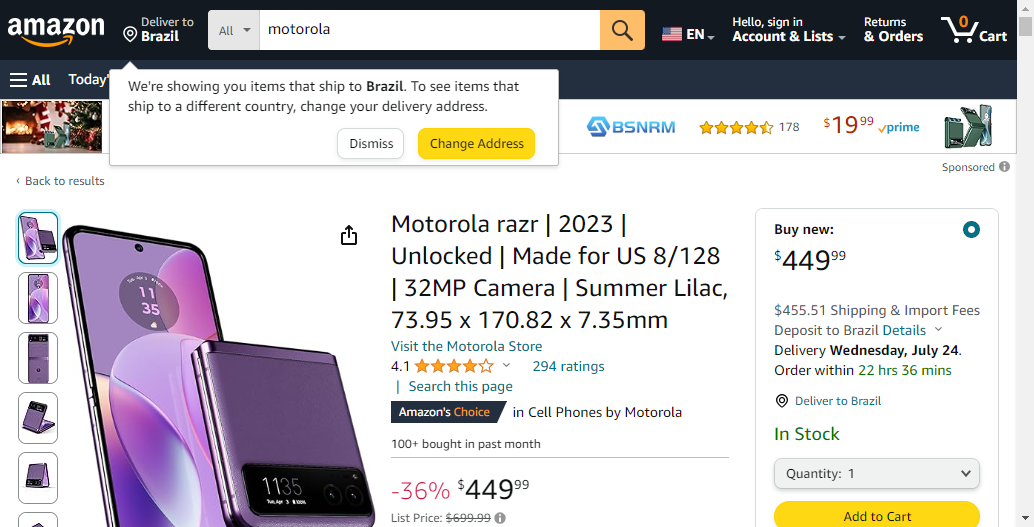 amazon
Deliver to
Brazil
All
motorola
EN
Hello, sign in
Account & Lists
Returns
& Orders
0
Cart
All
Today'
We're showing you items that ship to Brazil. To see items that
ship to a different country, change your delivery address.
Dismiss
Change Address
BSNRM
178
$19 99
prime
Sponsored
‹ Back to results
Motorola razr | 2023 |
Unlocked | Made for US 8/128
| 32MP Camera | Summer Lilac,
73.95 x 170.82 x 7.35mm
Visit the Motorola Store
4.1
294 ratings
| Search this page
Amazon's Choice
in Cell Phones by Motorola
100+ bought in past month
-36% $449 99
List Price: $699.99
11
35
11:35
Buy new:
$449 99
$455.51 Shipping & Import Fees
Deposit to Brazil Details
Delivery Wednesday, July 24.
Order within 22 hrs 36 mins
Deliver to Brazil
In Stock
Quantity: 1
Add to Cart